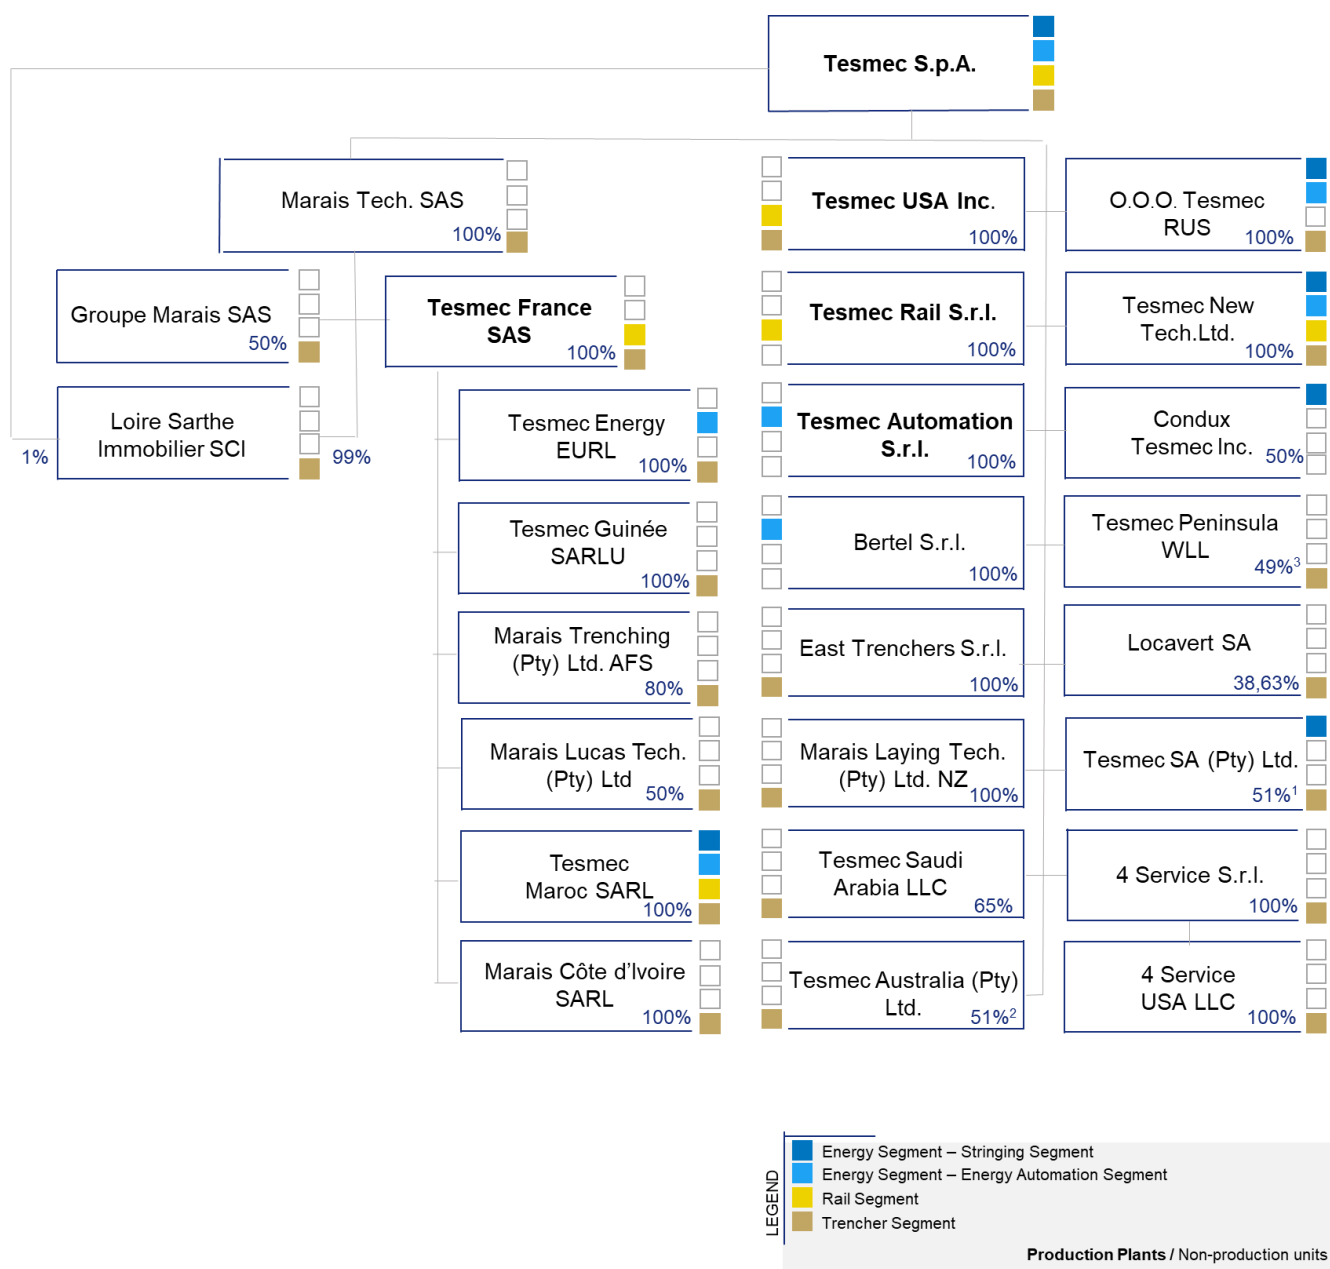 Tesmec S.p.A.
Marais Tech. SAS
100%
Groupe Marais SAS
50%
Tesmec France
SAS
100%
Loire Sarthe
Immobilier SCI
1%
99%
Tesmec Energy
EURL
100%
Tesmec Guinée
SARLU
100%
Marais Trenching
(Pty) Ltd. AFS
80%
Marais Lucas Tech.
(Pty) Ltd
50%
Tesmec
Maroc SARL
100%
Marais Côte d’Ivoire
SARL
100%
Tesmec USA Inc.
100%
Tesmec Rail S.r.l.
100%
Tesmec Automation
S.r.l.
100%
Bertel S.r.l.
100%
East Trenchers S.r.l.
100%
Marais Laying Tech.
(Pty) Ltd. NZ
100%
Tesmec Saudi
Arabia LLC
65%
Tesmec Australia (Pty)
Ltd.
51%²
O.O.O. Tesmec
RUS
100%
Tesmec New
Tech.Ltd.
100%
Condux
Tesmec Inc.
50%
Tesmec Peninsula
WLL
49%³
Locavert SA
38,63%
Tesmec SA (Pty) Ltd.
51%¹
4 Service S.r.l.
100%
4 Service
USA LLC
100%
LEGEND
Energy Segment – Stringing Segment
Energy Segment – Energy Automation Segment
Rail Segment
Trencher Segment
Production Plants / Non-production units